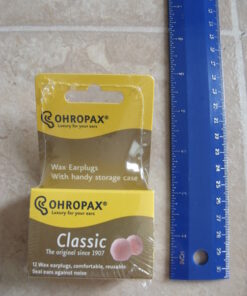 OHROPAX®
Luxury for your ears
Wax Earplugs
With handy storage case
OHROPAX®
Luxury for your ears
Classic
The original since 1907
12 Wax earplugs, comfortable, reusable
Seal ears against noise